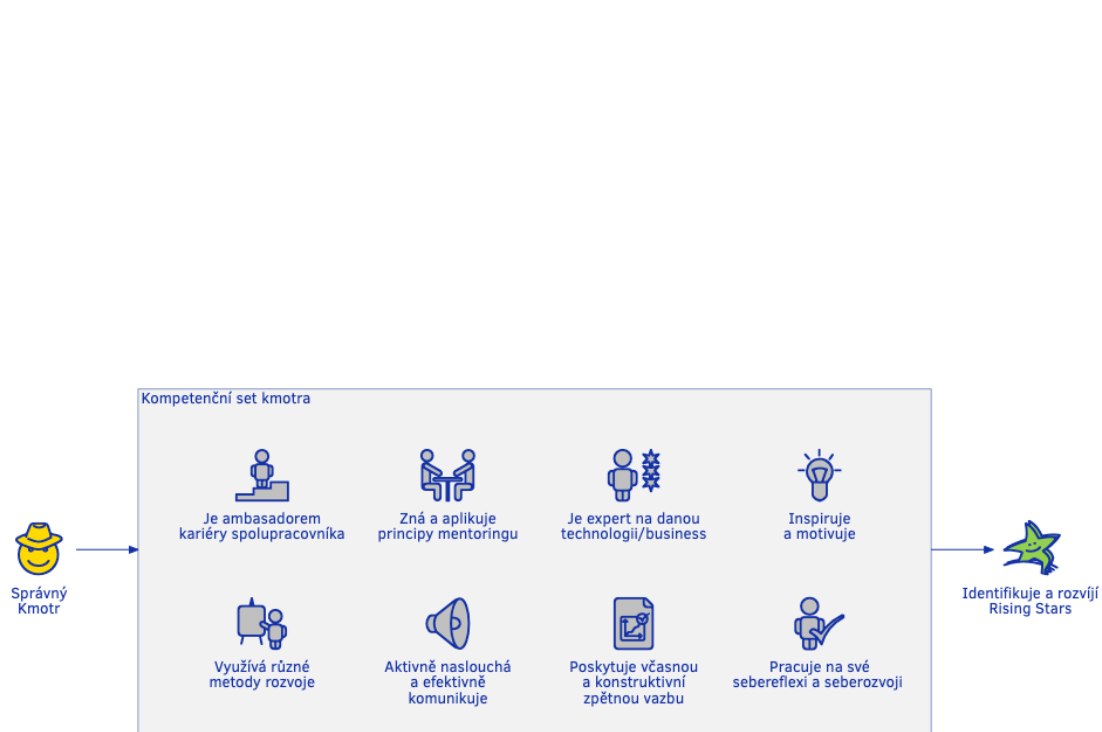 Kompetenční set kmotra
Je ambasadorem
kariéry spolupracovníka
Zná a aplikuje
principy mentoringu
Je expert na danou
technologii/business
Inspiruje
a motivuje
Správný
Kmotr
Identifikuje a rozvíjí
Rising Stars
Využívá různé
metody rozvoje
Aktivně naslouchá
a efektivně
komunikuje
Poskytuje včasnou
a konstruktivní
zpětnou vazbu
Pracuje na své
sebereflexi a seberozvoji